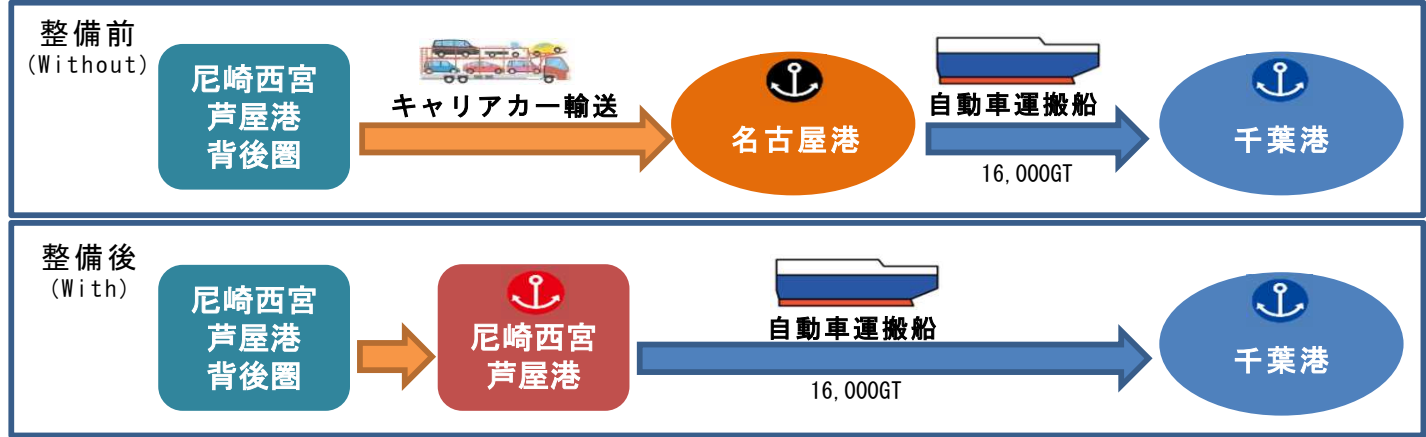 整備前
(Without)
尼崎西宮
芦屋港
背後圏
キャリアカー輸送
名古屋港
自動車運搬船
16,000GT
千葉港
整備後
(With)
尼崎西宮
芦屋港
背後圏
尼崎西宮
芦屋港
自動車運搬船
16,000GT
千葉港